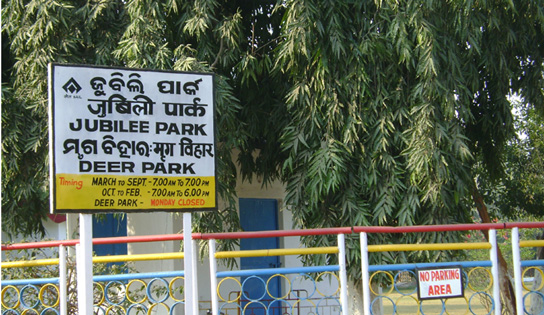 ଜୁବିଲି ପାର୍କ
जुबिली पार्क
JUBILEE PARK
ମୃଗ ବିହାର: मृग विहार
DEER PARK
Timing MARCH TO SEPT. - 7.00 AM TO 7.00 PM
OCT TO FEB. - 7.00 AM TO 6.00 PM
DEER PARK - MONDAY CLOSED
NO PARKING
AREA